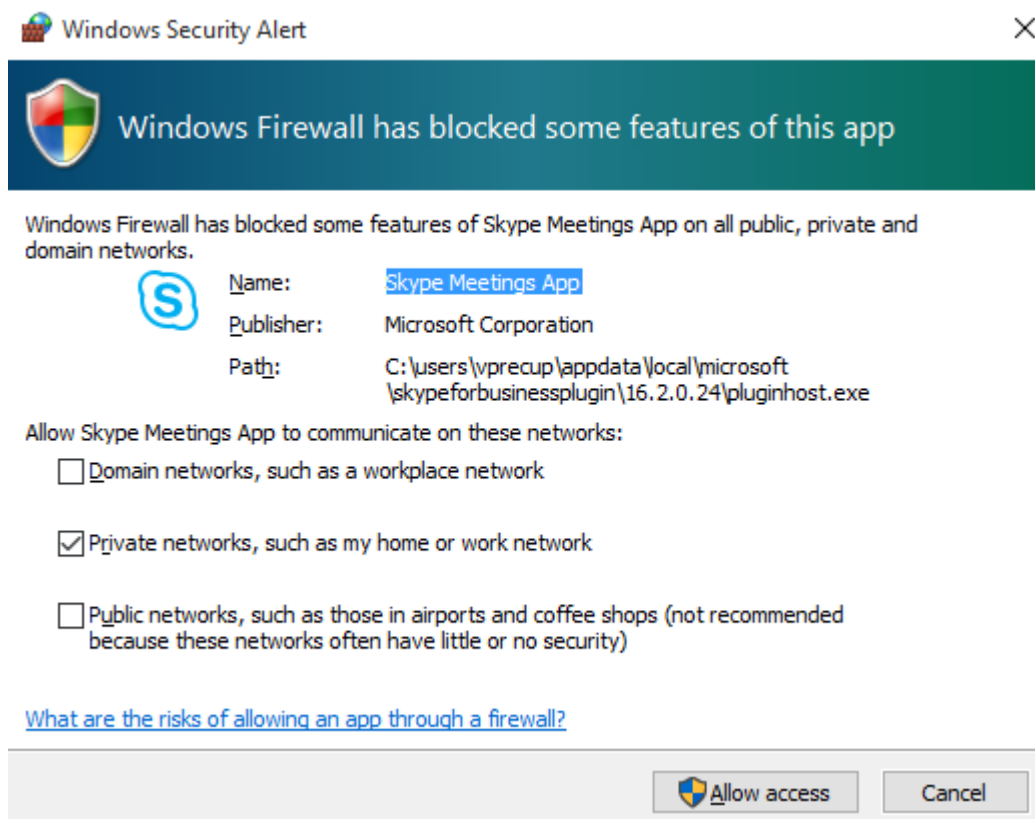 Windows Security Alert
Windows Firewall has blocked some features of this app
Windows Firewall has blocked some features of Skype Meetings App on all public, private and
domain networks.
Name: Skype Meetings App
Publisher: Microsoft Corporation
Path: C:\users\vprecup\appdata\local\microsoft
\skypeforbusinessplugin\16.2.0.24\pluginhost.exe
Allow Skype Meetings App to communicate on these networks:
Domain networks, such as a workplace network
Private networks, such as my home or work network
Public networks, such as those in airports and coffee shops (not recommended
because these networks often have little or no security)
What are the risks of allowing an app through a firewall?
Allow access Cancel